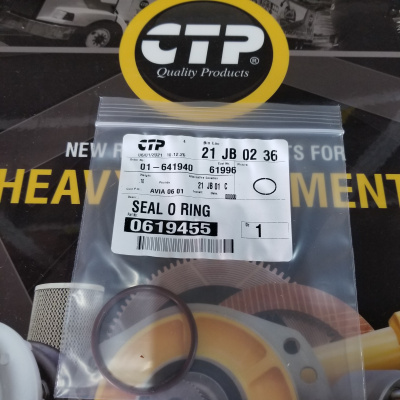 CTP
Quality Products
NEW R
S FOR
HEAVY
MENT
CTP
21 JB 02 36
01-641940
61996
21 JB 01 C
AVIA 06 01
SEAL O RING
0619455
1